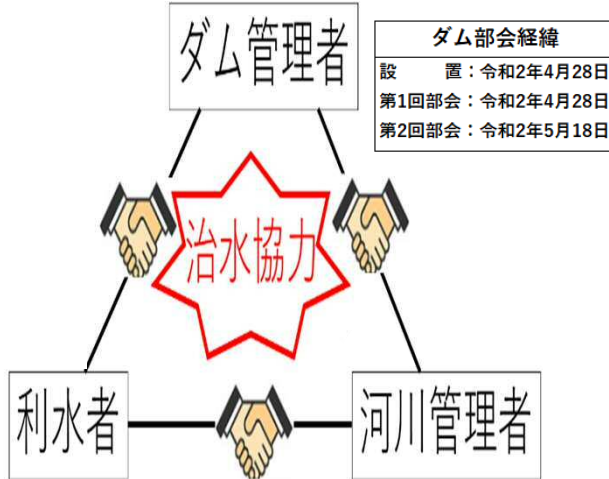 ダム管理者
ダム部会経緯
設　　置：令和2年4月28日
第1回部会：令和2年4月28日
第2回部会：令和2年5月18日
治水協力
利水者
河川管理者